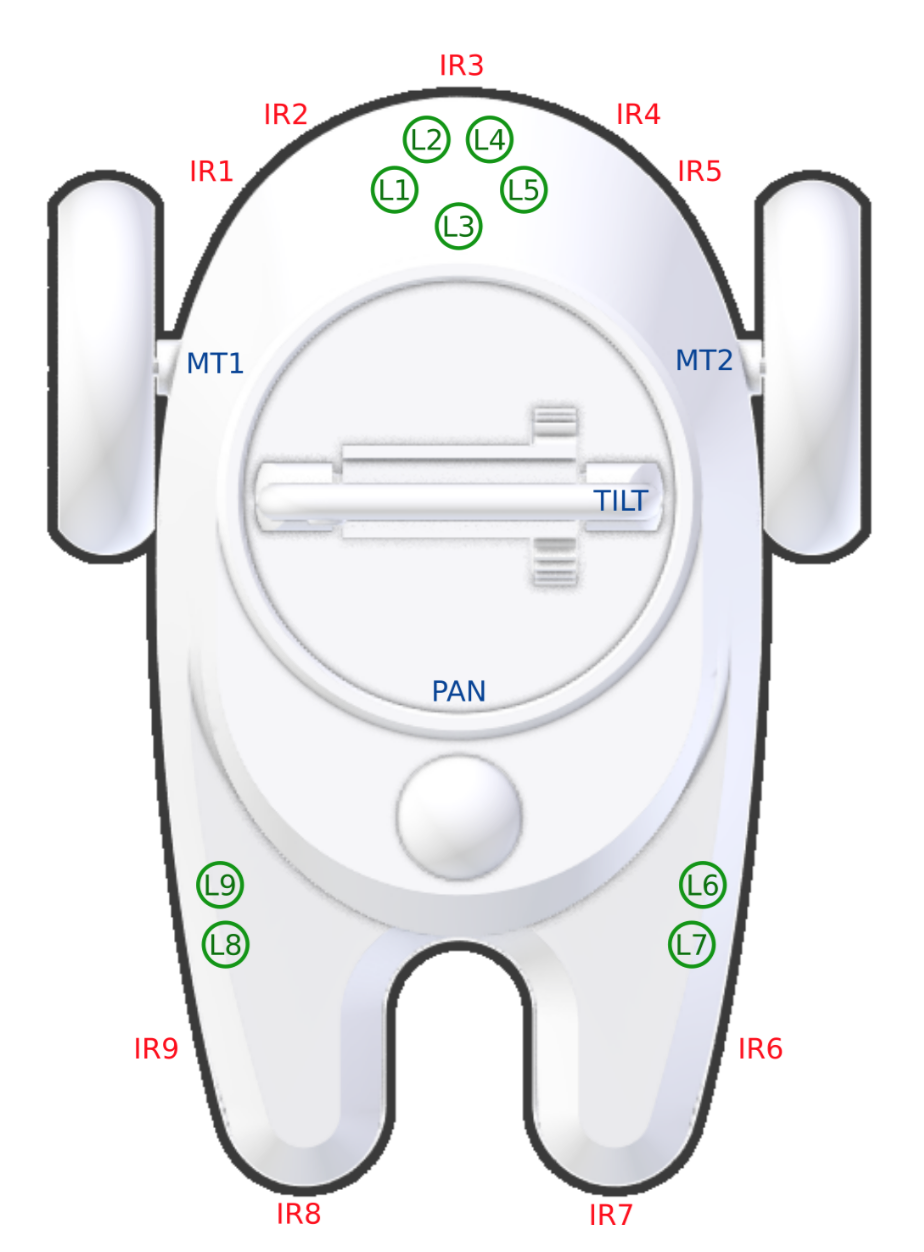 IR3
IR2
IR4
L2
L4
IR1
IR5
L1
L5
L3
MT1
MT2
TILT
PAN
L9
L6
L8
L7
IR9
IR6
IR8
IR7